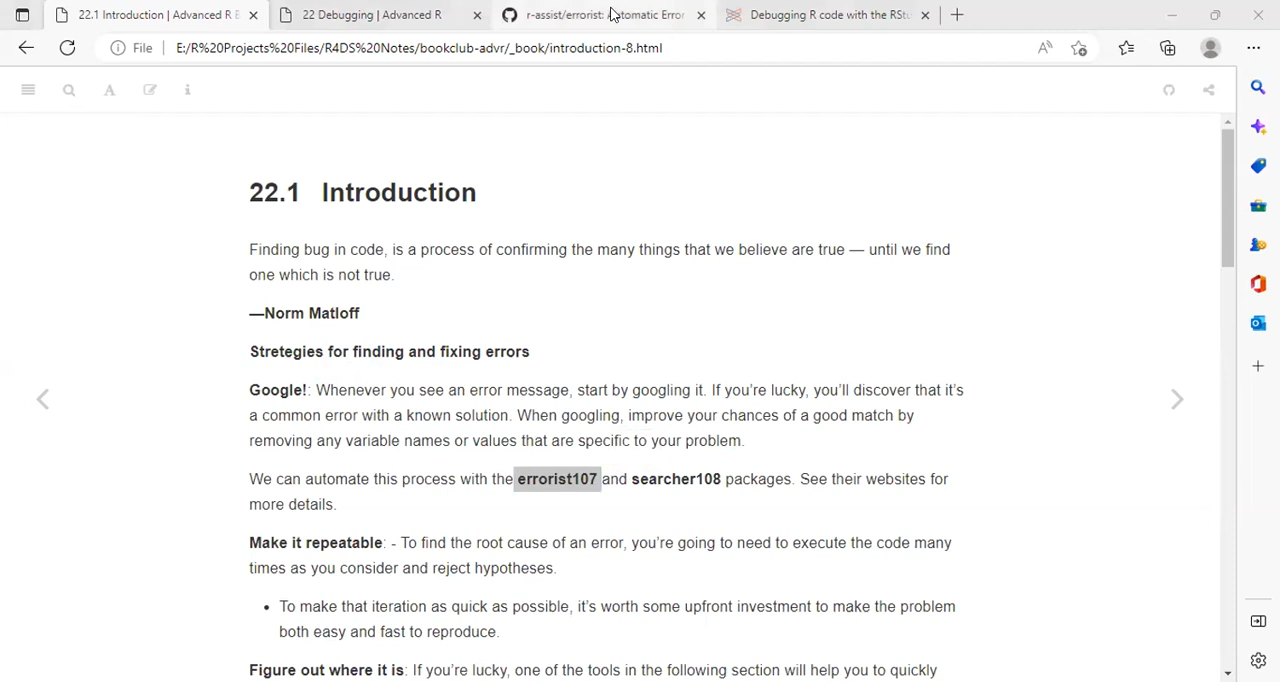 22.1 Introduction | Advanced R B
22 Debugging | Advanced R
r-assist/errorist: Automatic Error
Debugging R code with the RStu
File
E:/R%20Projects%20Files/R4DS%20Notes/bookclub-advr/_book/introduction-8.html
22.1 Introduction
Finding bug in code, is a process of confirming the many things that we believe are true — until we find
one which is not true.
—Norm Matloff
Stretegies for finding and fixing errors
Google!: Whenever you see an error message, start by googling it. If you’re lucky, you’ll discover that it’s
a common error with a known solution. When googling, improve your chances of a good match by
removing any variable names or values that are specific to your problem.
We can automate this process with the errorist107 and searcher108 packages. See their websites for
more details.
Make it repeatable: - To find the root cause of an error, you’re going to need to execute the code many
times as you consider and reject hypotheses.
• To make that iteration as quick as possible, it’s worth some upfront investment to make the problem
both easy and fast to reproduce.
Figure out where it is: If you’re lucky, one of the tools in the following section will help you to quickly